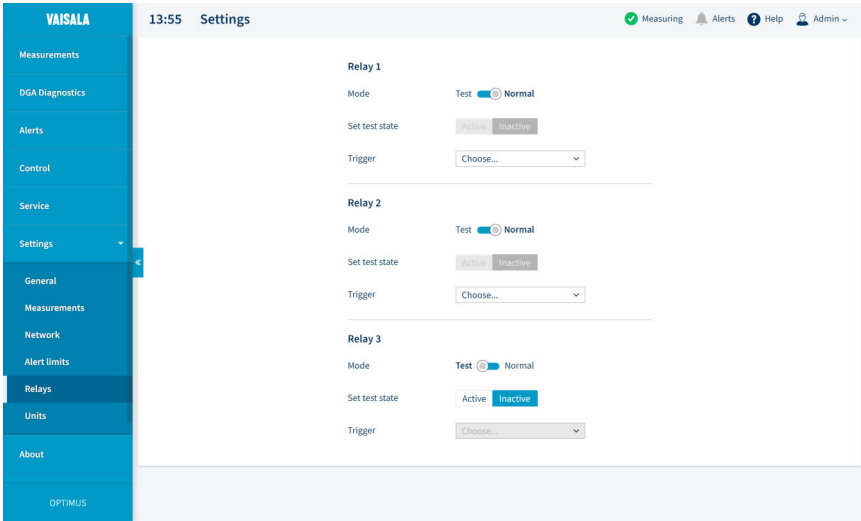 VAISALA
13:55 Settings
Measuring Alerts Help Admin
Measurements
DGA Diagnostics
Alerts
Control
Service
Settings
General
Measurements
Network
Alert limits
Relays
Units
About
OPTIMUS
Relay 1
Mode Test Normal
Set test state Active Inactive
Trigger Choose...
Relay 2
Mode Test Normal
Set test state Active Inactive
Trigger Choose...
Relay 3
Mode Test Normal
Set test state Active Inactive
Trigger Choose...